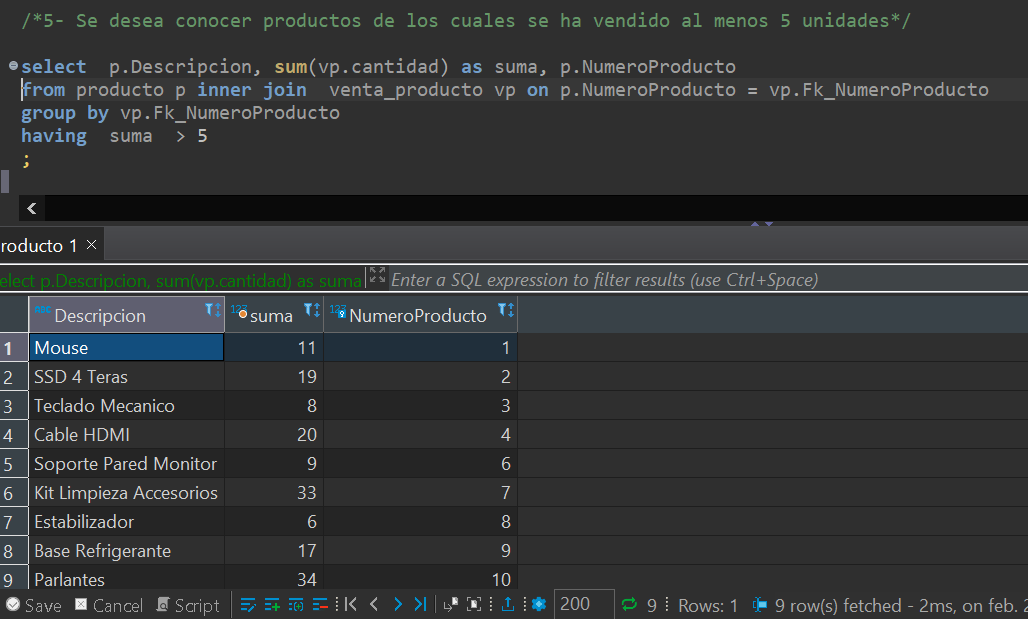 /*5- Se desea conocer productos de los cuales se ha vendido al menos 5 unidades*/
select p.Descripcion, sum(vp.cantidad) as suma, p.NumeroProducto
from producto p inner join venta_producto vp on p.NumeroProducto = vp.Fk_NumeroProducto
group by vp.Fk_NumeroProducto
having suma > 5
;
roducto 1
elect p.Descripcion, sum(vp.cantidad) as suma Enter a SQL expression to filter results (use Ctrl+Space)
ABC Descripcion 123 suma 123 NumeroProducto
1 Mouse 11 1
2 SSD 4 Teras 19 2
3 Teclado Mecanico 8 3
4 Cable HDMI 20 4
5 Soporte Pared Monitor 9 6
6 Kit Limpieza Accesorios 33 7
7 Estabilizador 6 8
8 Base Refrigerante 17 9
9 Parlantes 34 10
Save Cancel Script 200 9 Rows: 1 9 row(s) fetched - 2ms, on feb. 2